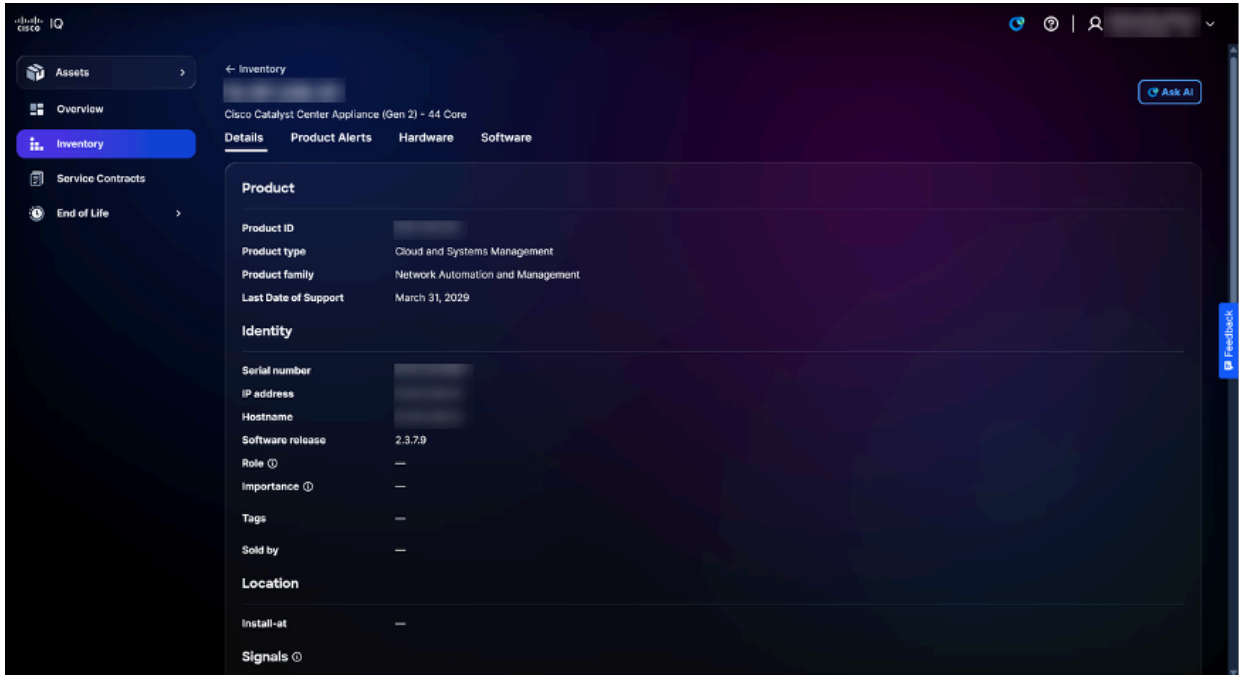 cisco IQ
Assets
Overview
Inventory
Service Contracts
End of Life
← Inventory
Ask AI
Cisco Catalyst Center Appliance (Gen 2) - 44 Core
Details Product Alerts Hardware Software
Product
Product ID
Product type Cloud and Systems Management
Product family Network Automation and Management
Last Date of Support March 31, 2029
Identity
Serial number
IP address
Hostname
Software release 2.3.7.9
Role —
Importance —
Tags —
Sold by —
Location
Install-at —
Signals
Feedback